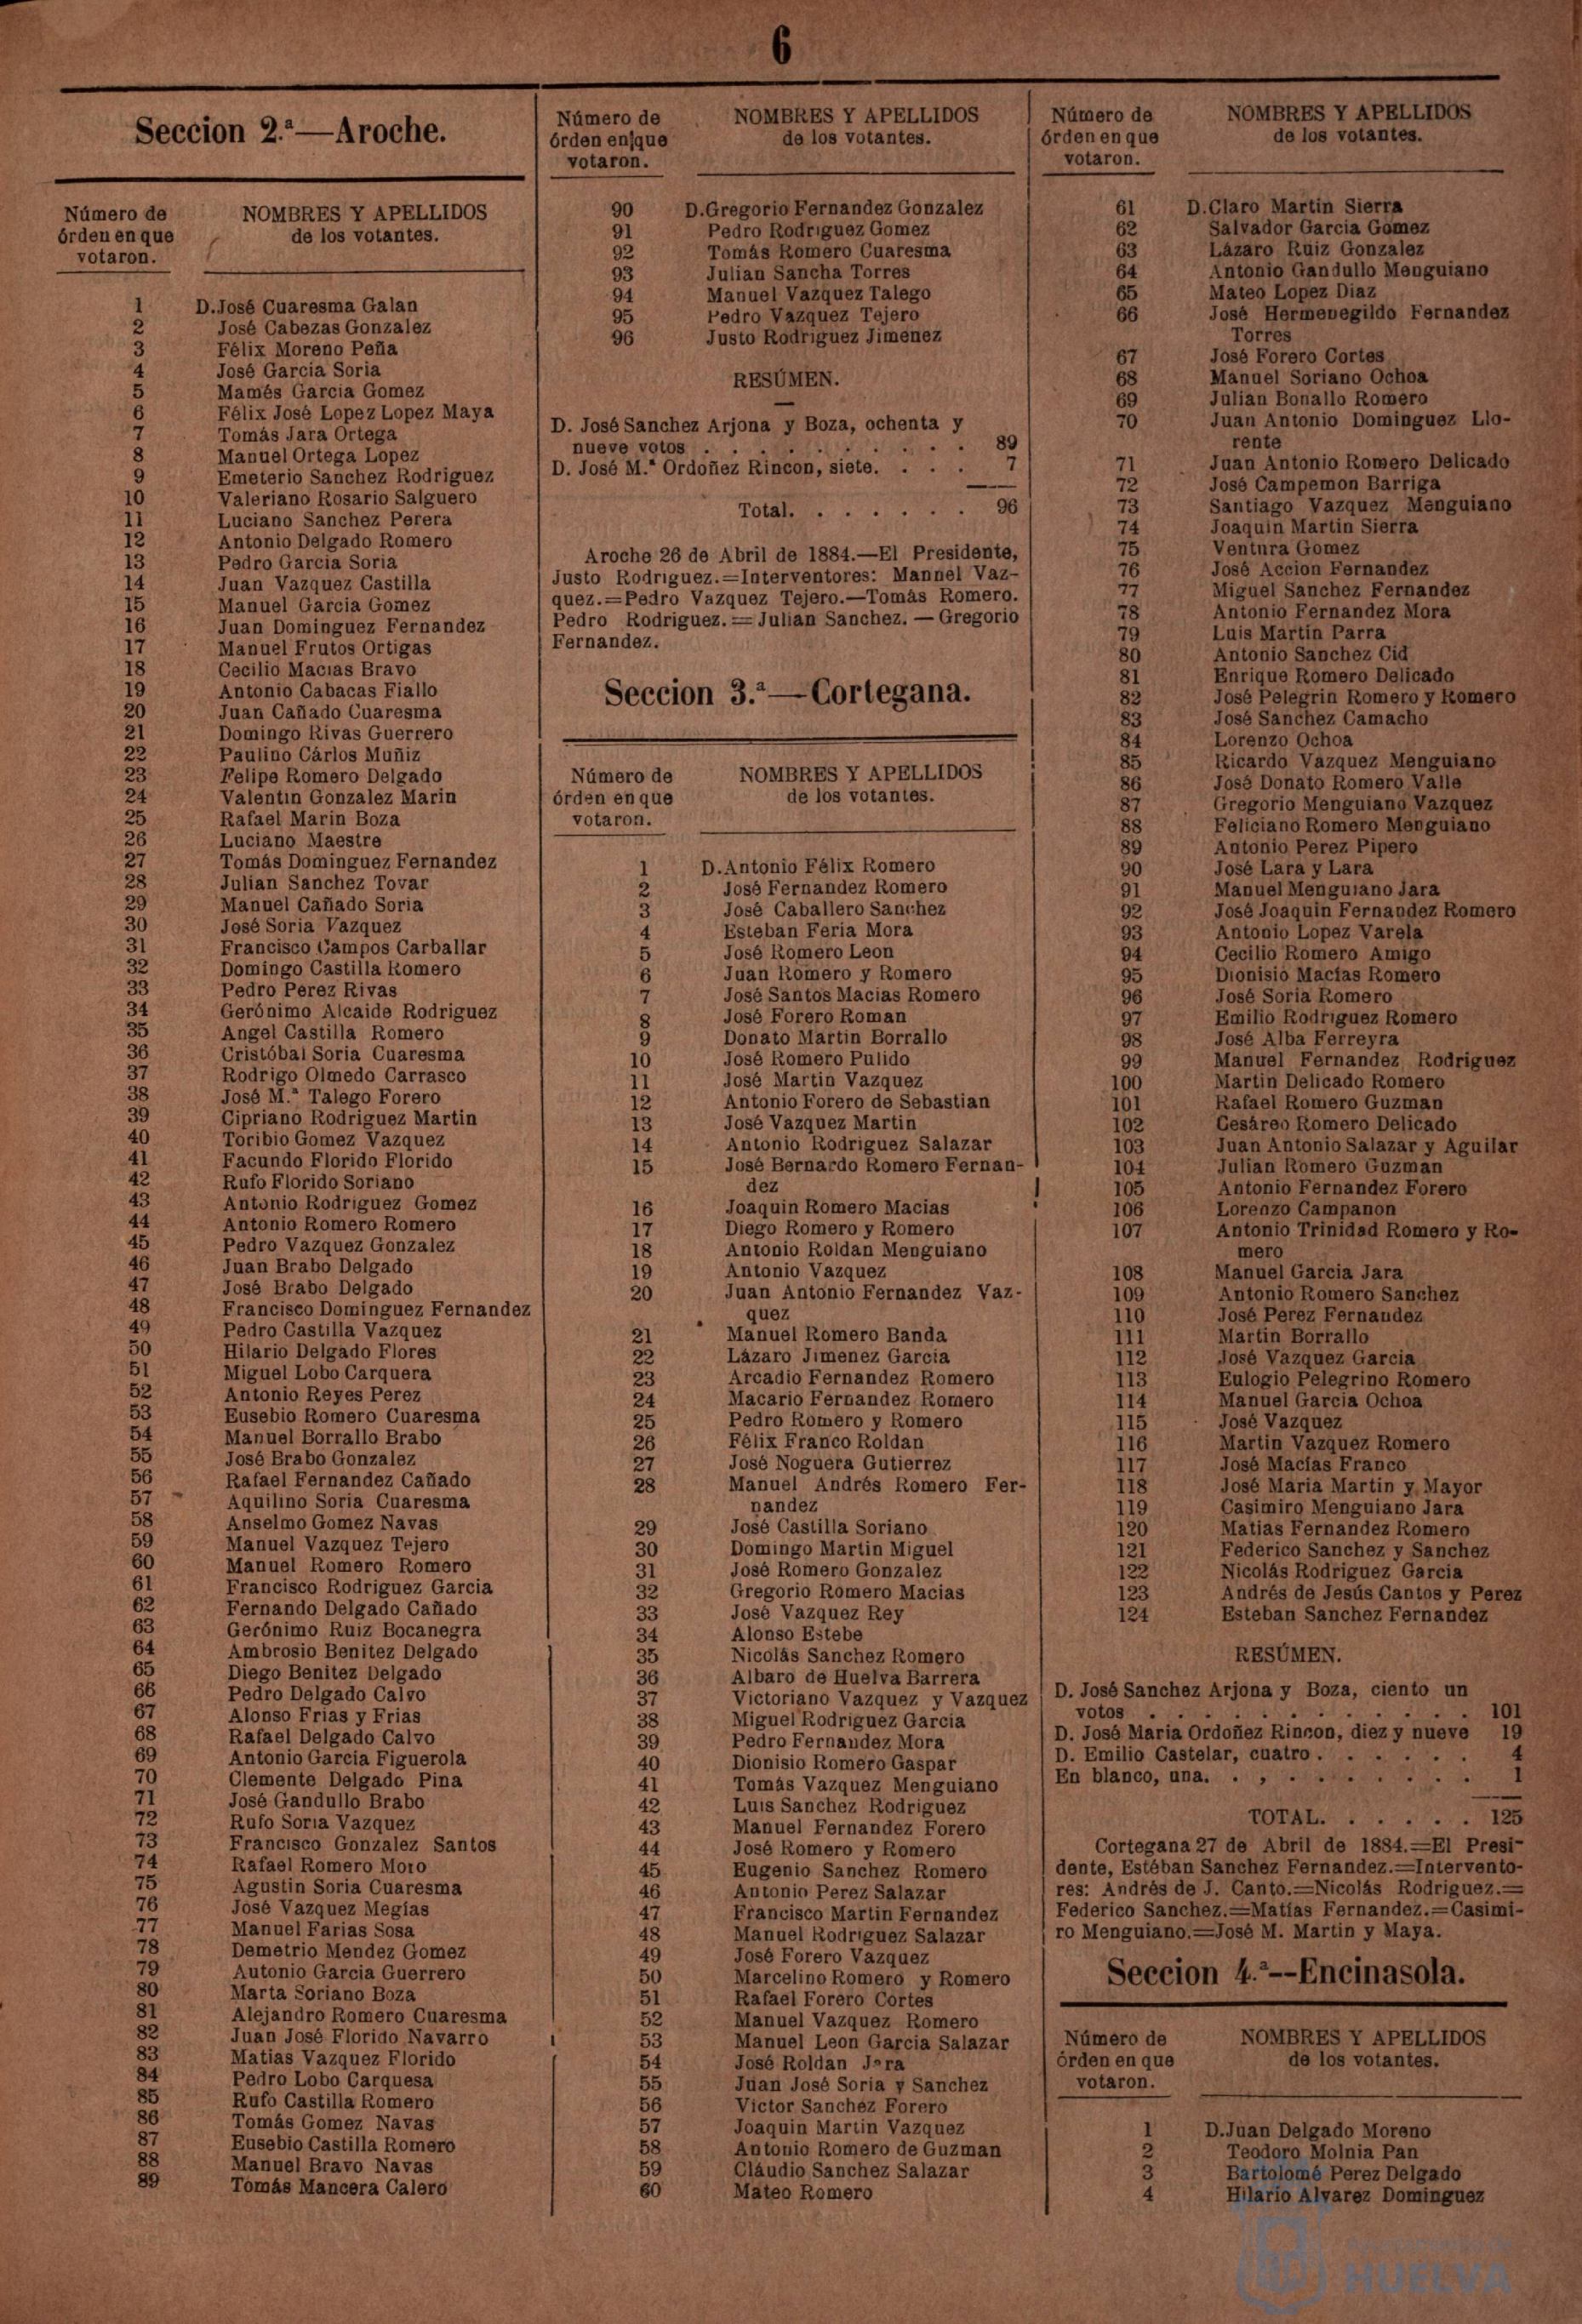 6
Seccion 2.ª—Aroche.
Número de
órden en que
votaron.
NOMBRES Y APELLIDOS
de los votantes.
1 D.José Cuaresma Galan
2 José Cabezas Gonzalez
3 Félix Moreno Peña
4 José García Soria
5 Mamés Garcia Gomez
6 Félix José Lopez Lopez Maya
7 Tomás Jara Ortega
8 Manuel Ortega Lopez
9 Emeterio Sanchez Rodriguez
10 Valeriano Rosario Salguero
11 Luciano Sanchez Perera
12 Antonio Delgado Romero
13 Pedro Garcia Soria
14 Juan Vazquez Castilla
15 Manuel Garcia Gomez
16 Juan Dominguez Fernandez
17 Manuel Frutos Ortigas
18 Cecilio Macias Bravo
19 Antonio Cabacas Fiallo
20 Juan Cañado Cuaresma
21 Domingo Rivas Guerrero
22 Paulino Cárlos Muñiz
23 Felipe Romero Delgado
24 Valentin Gonzalez Marin
25 Rafael Marin Boza
26 Luciano Maestre
27 Tomás Dominguez Fernandez
28 Julian Sanchez Tovar
29 Manuel Cañado Soria
30 José Soria Vazquez
31 Francisco Campos Carballar
32 Domingo Castilla Romero
33 Pedro Perez Rivas
34 Gerónimo Alcaide Rodriguez
35 Angel Castilla Romero
36 Cristóbal Soria Cuaresma
37 Rodrigo Olmedo Carrasco
38 José M.ª Talego Forero
39 Cipriano Rodriguez Martin
40 Toribio Gomez Vazquez
41 Facundo Florido Florido
42 Rufo Florido Soriano
43 Antonio Rodriguez Gomez
44 Antonio Romero Romero
45 Pedro Vazquez Gonzalez
46 Juan Brabo Delgado
47 José Brabo Delgado
48 Francisco Dominguez Fernandez
49 Pedro Castilla Vazquez
50 Hilario Delgado Flores
51 Miguel Lobo Carquera
52 Antonio Reyes Perez
53 Eusebio Romero Cuaresma
54 Manuel Borrallo Brabo
55 José Brabo Gonzalez
56 Rafael Fernandez Cañado
57 Aquilino Soria Cuaresma
58 Anselmo Gomez Navas
59 Manuel Vazquez Tejero
60 Manuel Romero Romero
61 Francisco Rodriguez Garcia
62 Fernando Delgado Cañado
63 Gerónimo Ruiz Bocanegra
64 Ambrosio Benitez Delgado
65 Diego Benitez Delgado
66 Pedro Delgado Calvo
67 Alonso Frias y Frias
68 Rafael Delgado Calvo
69 Antonio García Figuerola
70 Clemente Delgado Pina
71 José Gandullo Brabo
72 Rufo Soria Vazquez
73 Francisco Gonzalez Santos
74 Rafael Romero Moro
75 Agustin Soria Cuaresma
76 José Vazquez Megias
77 Manuel Farias Sosa
78 Demetrio Mendez Gomez
79 Autonio Garcia Guerrero
80 Marta Soriano Boza
81 Alejandro Romero Cuaresma
82 Juan José Florido Navarro
83 Matias Vazquez Florido
84 Pedro Lobo Carquesa
85 Rufo Castilla Romero
86 Tomás Gomez Navas
87 Eusebio Castilla Romero
88 Manuel Bravo Navas
89 Tomás Mancera Calero
Número de
órden en que
votaron.
NOMBRES Y APELLIDOS
de los votantes.
90 D.Gregorio Fernandez Gonzalez
91 Pedro Rodriguez Gomez
92 Tomás Romero Cuaresma
93 Julian Sancha Torres
94 Manuel Vazquez Talego
95 Pedro Vazquez Tejero
96 Justo Rodriguez Jimenez
RESÚMEN.
D. José Sanchez Arjona y Boza, ochenta y
nueve votos . . . . . . . . . . 89
D. José M.ª Ordoñez Rincon, siete. . . . 7
Total. . . . . . . 96
Aroche 26 de Abril de 1884.—El Presidente,
Justo Rodriguez.=Interventores: Mannel Vaz-
quez.=Pedro Vazquez Tejero.—Tomás Romero.
Pedro Rodriguez.=Julian Sanchez.—Gregorio
Fernandez.
Seccion 3.ª—Cortegana.
Número de
órden en que
votaron.
NOMBRES Y APELLIDOS
de los votantes.
1 D.Antonio Félix Romero
2 José Fernandez Romero
3 José Caballero Sanchez
4 Esteban Feria Mora
5 José Romero Leon
6 Juan Romero y Romero
7 José Santos Macias Romero
8 José Forero Roman
9 Donato Martin Borrallo
10 José Romero Pulido
11 José Martin Vazquez
12 Antonio Forero de Sebastian
13 José Vazquez Martin
14 Antonio Rodriguez Salazar
15 José Bernardo Romero Fernan-
dez
16 Joaquin Romero Macias
17 Diego Romero y Romero
18 Antonio Roldan Menguiano
19 Antonio Vazquez
20 Juan Antonio Fernandez Vaz-
quez
21 Manuel Romero Banda
22 Lázaro Jimenez Garcia
23 Arcadio Fernandez Romero
24 Macario Fernandez Romero
25 Pedro Romero y Romero
26 Félix Franco Roldan
27 José Noguera Gutierrez
28 Manuel Andrés Romero Fer-
nandez
29 José Castilla Soriano
30 Domingo Martin Miguel
31 José Romero Gonzalez
32 Gregorio Romero Macias
33 José Vazquez Rey
34 Alonso Estebe
35 Nicolás Sanchez Romero
36 Albaro de Huelva Barrera
37 Victoriano Vazquez y Vazquez
38 Miguel Rodriguez Garcia
39 Pedro Fernandez Mora
40 Dionisio Romero Gaspar
41 Tomás Vazquez Menguiano
42 Luis Sanchez Rodriguez
43 Manuel Fernandez Forero
44 José Romero y Romero
45 Eugenio Sanchez Romero
46 Antonio Perez Salazar
47 Francisco Martin Fernandez
48 Manuel Rodriguez Salazar
49 José Forero Vazquez
50 Marcelino Romero y Romero
51 Rafael Forero Cortes
52 Manuel Vazquez Romero
53 Manuel Leon Garcia Salazar
54 José Roldan
55 Juan José Soria y Sanchez
56 Victor Sanchez Forero
57 Joaquin Martin Vazquez
58 Antonio Romero de Guzman
59 Cláudio Sanchez Salazar
60 Mateo Romero
Número de
órden en que
votaron.
NOMBRES Y APELLIDOS
de los votantes.
61 D.Claro Martin Sierra
62 Salvador Garcia Gomez
63 Lázaro Ruiz Gonzalez
64 Antonio Gandullo Menguiano
65 Mateo Lopez Diaz
66 José Hermenegildo Fernandez
Torres
67 José Forero Cortes
68 Manuel Soriano Ochoa
69 Julian Bonallo Romero
70 Juan Antonio Dominguez Llo-
rente
71 Juan Antonio Romero Delicado
72 José Campemon Barriga
73 Santiago Vazquez Menguiano
74 Joaquin Martin Sierra
75 Ventnra Gomez
76 José Accion Fernandez
77 Miguel Sanchez Fernandez
78 Antonio Fernandez Mora
79 Luis Martin Parra
80 Antonio Sanchez Cid
81 Enrique Romero Delicado
82 José Pelegrin Romero y Romero
83 José Sanchez Camacho
84 Lorenzo Ochoa
85 Ricardo Vazquez Menguiano
86 José Donato Romero Valle
87 Gregorio Menguiano Vazquez
88 Feliciano Romero Menguiano
89 Antonio Perez Pipero
90 José Lara y Lara
91 Manuel Menguiano Jara
92 José Joaquin Fernandez Romero
93 Antonio Lopez Varela
94 Cecilio Romero Amigo
95 Dionisio Macías Romero
96 José Soria Romero
97 Emilio Rodriguez Romero
98 José Alba Ferreyra
99 Manuel Fernandez Rodriguez
100 Martin Delicado Romero
101 Rafael Romero Guzman
102 Cesáreo Romero Delicado
103 Juan Antonio Salazar y Aguilar
104 Julian Romero Guzman
105 Antonio Fernandez Forero
106 Lorenzo Campanon
107 Antonio Trinidad Romero y Ro-
mero
108 Manuel Garcia Jara
109 Antonio Romero Sanchez
110 José Perez Fernandez
111 Martin Borrallo
112 José Vazquez Garcia
113 Eulogio Pelegrino Romero
114 Manuel Garcia Ochoa
115 José Vazquez
116 Martin Vazquez Romero
117 José Macías Franco
118 José Maria Martin y Mayor
119 Casimiro Menguiano Jara
120 Matias Fernandez Romero
121 Federico Sanchez y Sanchez
122 Nicolás Rodriguez Garcia
123 Andrés de Jesús Cantos y Perez
124 Esteban Sanchez Fernandez
RESÚMEN.
D. José Sanchez Arjona y Boza, ciento un
votos . . . . . . . . . . . . 101
D. José Maria Ordoñez Rincon, diez y nueve 19
D. Emilio Castelar, cuatro . . . . . . 4
En blanco, una. . , . . . . . . . . 1
TOTAL. . . . . . . 125
Cortegana 27 de Abril de 1884.=El Presi-
dente, Estéban Sanchez Fernandez.=Intervento-
res: Andrés de J. Canto.=Nicolás Rodriguez.=
Federico Sanchez.=Matías Fernandez.=Casimi-
ro Menguiano.=José M. Martin y Maya.
Seccion 4.ª--Encinasola.
Número de
órden en que
votaron.
NOMBRES Y APELLIDOS
de los votantes.
1 D.Juan Delgado Moreno
2 Teodoro Molnia Pan
3 Bartolomé Perez Delgado
4 Hilario Alvarez Dominguez
HUELVA